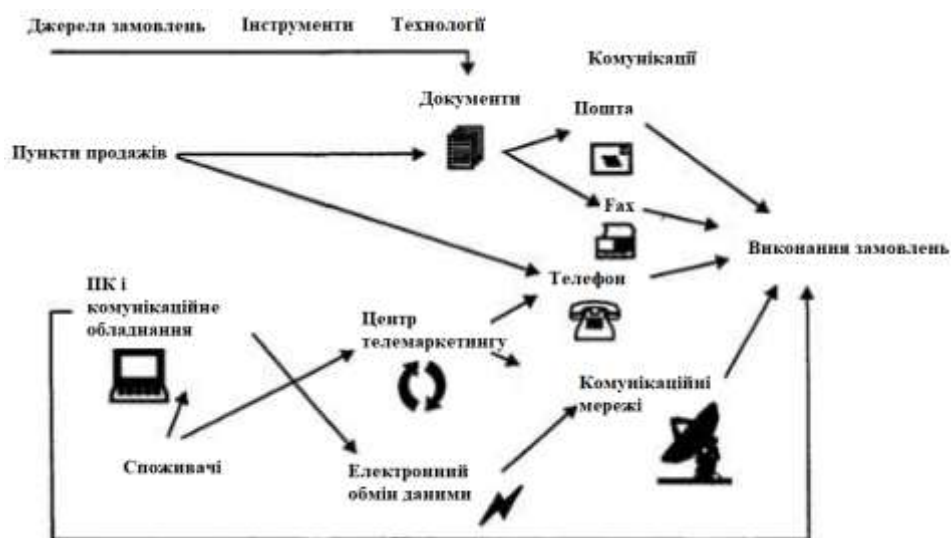 Джерела замовлень Інструменти Технології
Комунікації
Документи
Пошта
Пункти продажів
Fax
Виконання замовлень
Телефон
ПК і
комунікаційне
обладнання
Центр
телемаркетингу
Комунікаційні
мережі
Споживачі
Електронний
обмін даними